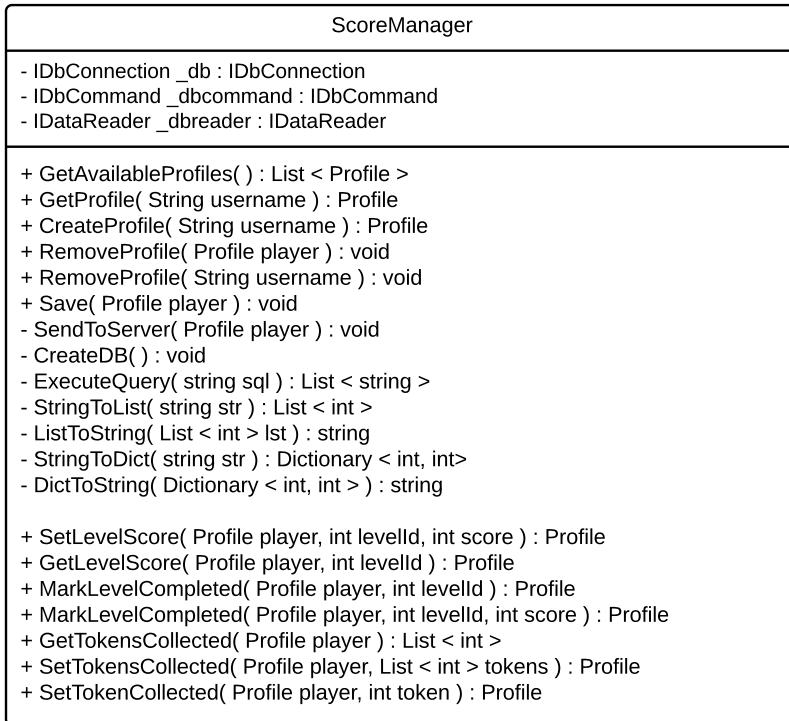 ScoreManager
- IDbConnection _db : IDbConnection
- IDbCommand _dbcommand : IDbCommand
- IDataReader _dbreader : IDataReader
+ GetAvailableProfiles( ) : List < Profile >
+ GetProfile( String username ) : Profile
+ CreateProfile( String username ) : Profile
+ RemoveProfile( Profile player ) : void
+ RemoveProfile( String username ) : void
+ Save( Profile player ) : void
- SendToServer( Profile player ) : void
- CreateDB( ) : void
- ExecuteQuery( string sql ) : List < string >
- StringToList( string str ) : List < int >
- ListToString( List < int > lst ) : string
- StringToDict( string str ) : Dictionary < int, int>
- DictToString( Dictionary < int, int > ) : string
+ SetLevelScore( Profile player, int levelId, int score ) : Profile
+ GetLevelScore( Profile player, int levelId ) : Profile
+ MarkLevelCompleted( Profile player, int levelId ) : Profile
+ MarkLevelCompleted( Profile player, int levelId, int score ) : Profile
+ GetTokensCollected( Profile player ) : List < int >
+ SetTokensCollected( Profile player, List < int > tokens ) : Profile
+ SetTokenCollected( Profile player, int token ) : Profile